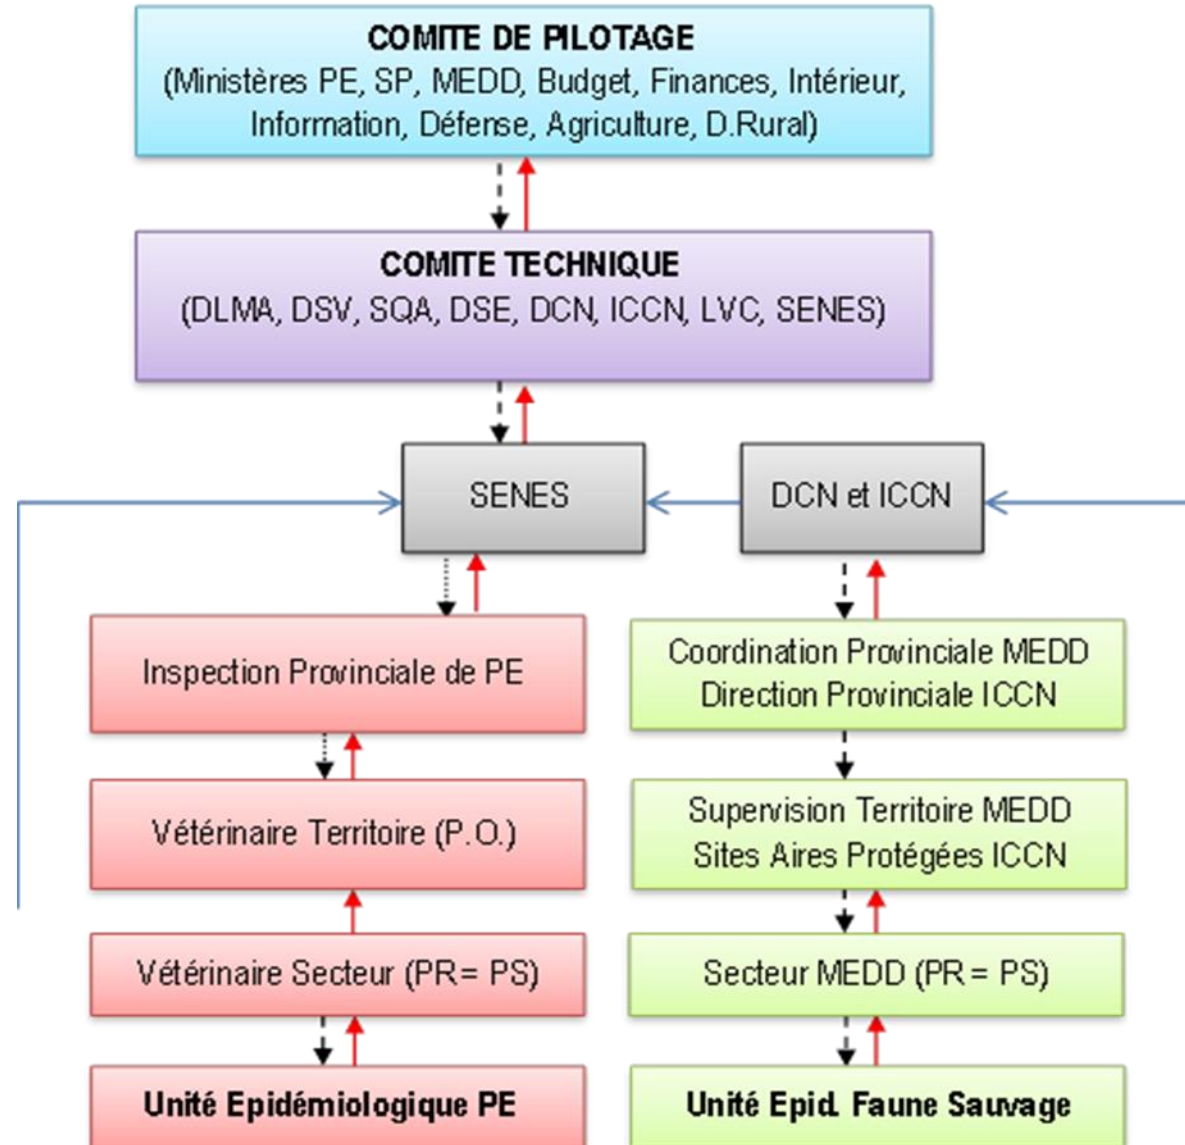 COMITE DE PILOTAGE
(Ministères PE, SP, MEDD, Budget, Finances, Intérieur,
Information, Défense, Agriculture, D.Rural)
COMITE TECHNIQUE
(DLMA, DSV, SQA, DSE, DCN, ICCN, LVC, SENES)
SENES
DCN et ICCN
Inspection Provinciale de PE
Coordination Provinciale MEDD
Direction Provinciale ICCN
Vétérinaire Territoire (P.O.)
Supervision Territoire MEDD
Sites Aires Protégées ICCN
Vétérinaire Secteur (PR= PS)
Secteur MEDD (PR = PS)
Unité Epidémiologique PE
Unité Epid. Faune Sauvage